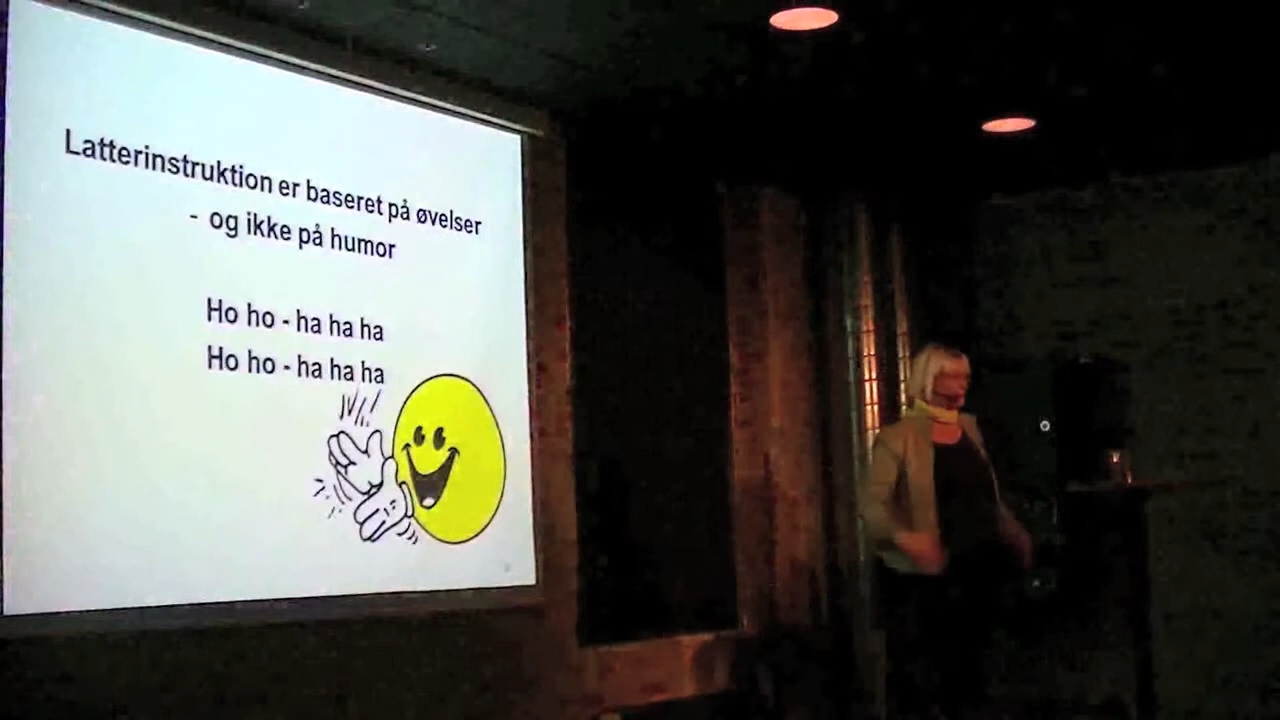 Latterinstruktion er baseret på øvelser
- og ikke på humor
Ho ho - ha ha ha
Ho ho - ha ha ha